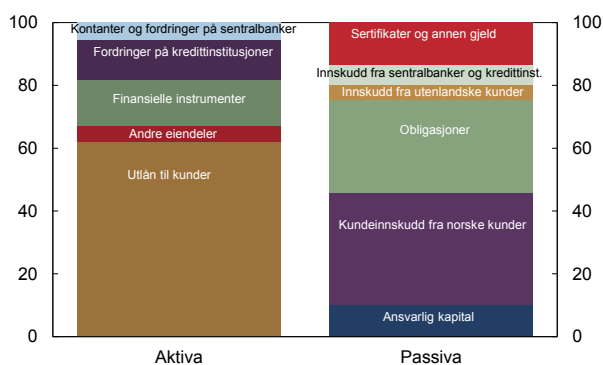 100
80
60
40
20
0
Kontanter og fordringer på sentralbanker
Fordringer på kredittinstitusjoner
Finansielle instrumenter
Andre eiendeler
Utlån til kunder
Sertifikater og annen gjeld
Innskudd fra sentralbanker og kredittinst.
Innskudd fra utenlandske kunder
Obligasjoner
Kundeinnskudd fra norske kunder
Ansvarlig kapital
100
80
60
40
20
0
Aktiva
Passiva